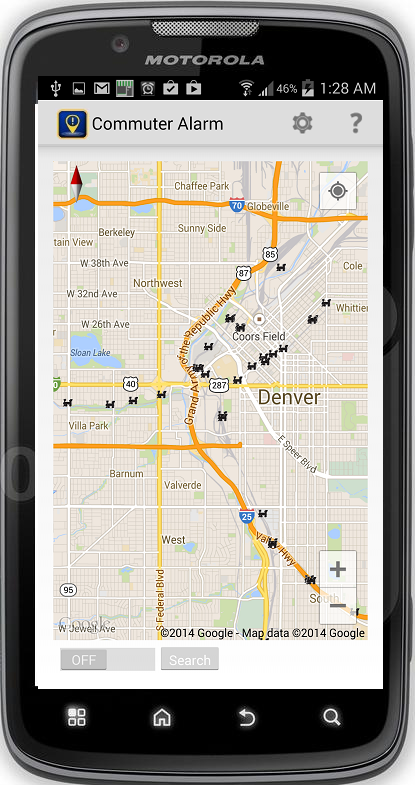 MOTOROLA
46% 1:28 AM
Commuter Alarm ?
Chaffee Park
70
Globeville
Berkeley
tain View
Sunny Side
85
W 38th Ave
87
Cole
Northwest
W 32nd Ave
of the Republic Hwy
W 26th Ave
Whittier
Coors Field
Sloan Lake
40
287
Grand Army
Denver
Villa Park
E Speer Blvd
Barnum
Valverde
25
West
Valley Hwy
+
95
South
−
S Federal Blvd
Google
W Jewell Ave
©2014 Google - Map data ©2014 Google
OFF Search